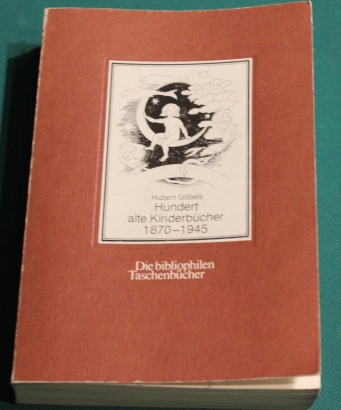 Hubert Göbels
Hundert
alte Kinderbücher
1870–1945
Die bibliophilen
Taschenbücher